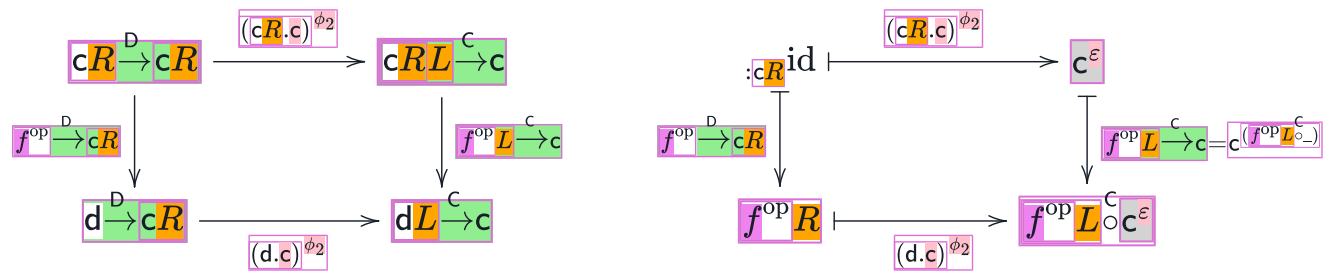 (cR.c)^ϕ₂ (cR.c)^ϕ₂
cR →ᴰ cR cRL →ꟲ c :cR id c^ε
f^op →ᴰ cR f^op L →ꟲ c f^op →ᴰ cR f^op L →ꟲ c = c^(f^op L ∘ꟲ _)
d →ᴰ cR dL →ꟲ c f^op R f^op L ∘ꟲ c^ε
(d.c)^ϕ₂ (d.c)^ϕ₂